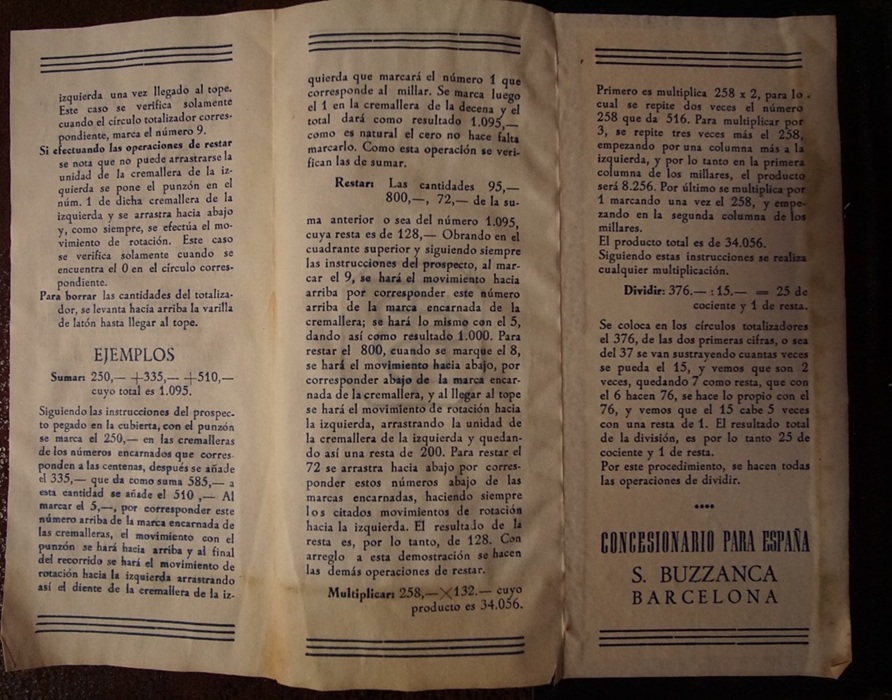 izquierda una vez llegado al tope.
Este caso se verifica solamente
cuando el círculo totalizador corres-
pondiente, marca el número 9.
Si efectuando las operaciones de restar
se nota que no puede arrastrarse la
unidad de la cremallera de la iz-
quierda se pone el punzón en el
núm. 1 de dicha cremallera de la
izquierda y se arrastra hacia abajo
y, como siempre, se efectúa el mo-
vimiento de rotación. Este caso
se verifica solamente cuando se
encuentra el 0 en el círculo corres-
pondiente.
Para borrar las cantidades del totaliza-
dor, se levanta hacia arriba la varilla
de latón hasta llegar al tope.
EJEMPLOS
Sumar: 250,— +335,— +510,—
cuyo total es 1.095.
Siguiendo las instrucciones del prospec-
to pegado en la cubierta, con el punzón
se marca el 250,— en las cremalleras
de los números encarnados que corres-
ponden a las centenas, después se añade
el 335,— que da como suma 585,— a
esta cantidad se añade el 510 ,— Al
marcar el 5,—, por corresponder este
número arriba de la marca encarnada de
las cremalleras, el movimiento con el
punzón se hará hacia arriba y al final
del recorrido se hará el movimiento de
rotación hacia la izquierda arrastrando
así el diente de la cremallera de la iz-
quierda que marcará el número 1 que
corresponde al millar. Se marca luego
el 1 en la cremallera de la decena y el
total dará como resultado 1.095,—
como es natural el cero no hace falta
marcarlo. Como esta operación se veri-
fican las de sumar.
Restar: Las cantidades 95,—
800,—, 72,— de la su-
ma anterior o sea del número 1.095,
cuya resta es de 128,— Obrando en el
cuadrante superior y siguiendo siempre
las instrucciones del prospecto, al mar-
car el 9, se hará el movimiento hacia
arriba por corresponder este número
arriba de la marca encarnada de la
cremallera; se hará lo mismo con el 5,
dando así como resultado 1.000. Para
restar el 800, cuando se marque el 8,
se hará el movimiento hacia abajo, por
corresponder abajo de la marca encar-
nada de la cremallera, y al llegar al tope
se hará el movimiento de rotación hacia
la izquierda, arrastrando la unidad de
la cremallera de la izquierda y quedan-
do así una resta de 200. Para restar el
72 se arrastra hacia abajo por corres-
ponder estos números abajo de las
marcas encarnadas, haciendo siempre
los citados movimientos de rotación
hacia la izquierda. El resultado de la
resta es, por lo tanto, de 128. Con
arreglo a esta demostración se hacen
las demás operaciones de restar.
Multiplicar: 258,—×132.— cuyo
producto es 34.056.
Primero es multiplica 258 x 2, para lo
cual se repite dos veces el número
258 que da 516. Para multiplicar por
3, se repite tres veces más el 258,
empezando por una columna más a la
izquierda, y por lo tanto en la primera
columna de los millares, el producto
será 8.256. Por último se multiplica por
1 marcando una vez el 258, y empe-
zando en la segunda columna de los
millares.
El producto total es de 34.056.
Siguiendo estas instrucciones se realiza
cualquier multiplicación.
Dividir: 376.— : 15.— = 25 de
cociente y 1 de resta.
Se coloca en los círculos totalizadores
el 376, de las dos primeras cifras, o sea
del 37 se van sustrayendo cuantas veces
se pueda el 15, y vemos que son 2
veces, quedando 7 como resta, que con
el 6 hacen 76, se hace lo propio con el
76, y vemos que el 15 cabe 5 veces
con una resta de 1. El resultado total
de la división, es por lo tanto 25 de
cociente y 1 de resta.
Por este procedimiento, se hacen todas
las operaciones de dividir.
CONCESIONARIO PARA ESPAÑA
S. BUZZANCA
BARCELONA